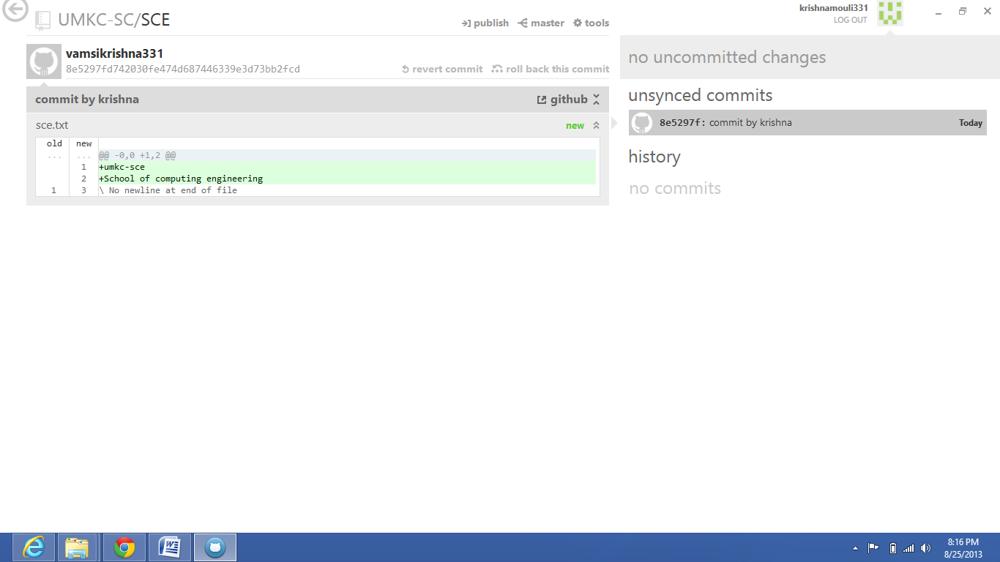 UMKC-SC/SCE
publish master tools
krishnamouli331
LOG OUT
vamsikrishna331
8e5297fd742030fe474d687446339e3d73bb2fcd
revert commit roll back this commit
commit by krishna github
sce.txt new
old new
... ... @@ -0,0 +1,2 @@
1 +umkc-sce
2 +School of computing engineering
1 3 \ No newline at end of file
no uncommitted changes
unsynced commits
8e5297f: commit by krishna Today
history
no commits
8:16 PM
8/25/2013